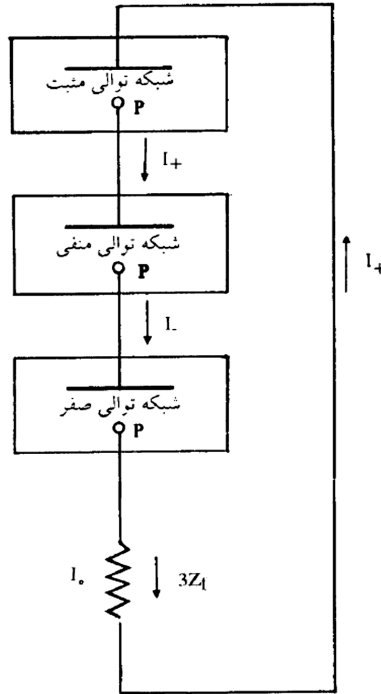 شبکه توالی مثبت
P
I+
شبکه توالی منفی
P
I+
I-
شبکه توالی صفر
P
I₀
3Zf